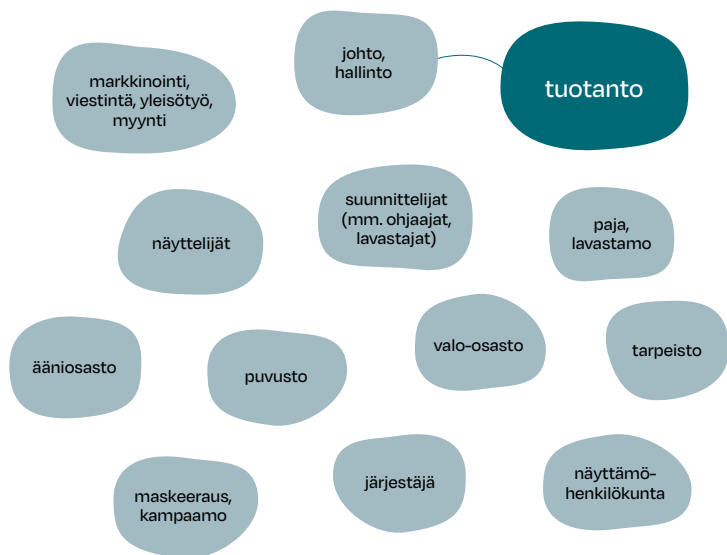 johto,
hallinto
tuotanto
markkinointi,
viestintä, yleisötyö,
myynti
suunnittelijat
(mm. ohjaajat,
lavastajat)
näyttelijät
paja,
lavastamo
valo-osasto
tarpeisto
ääniosasto
puvusto
maskeeraus,
kampaamo
järjestäjä
näyttämö-
henkilökunta